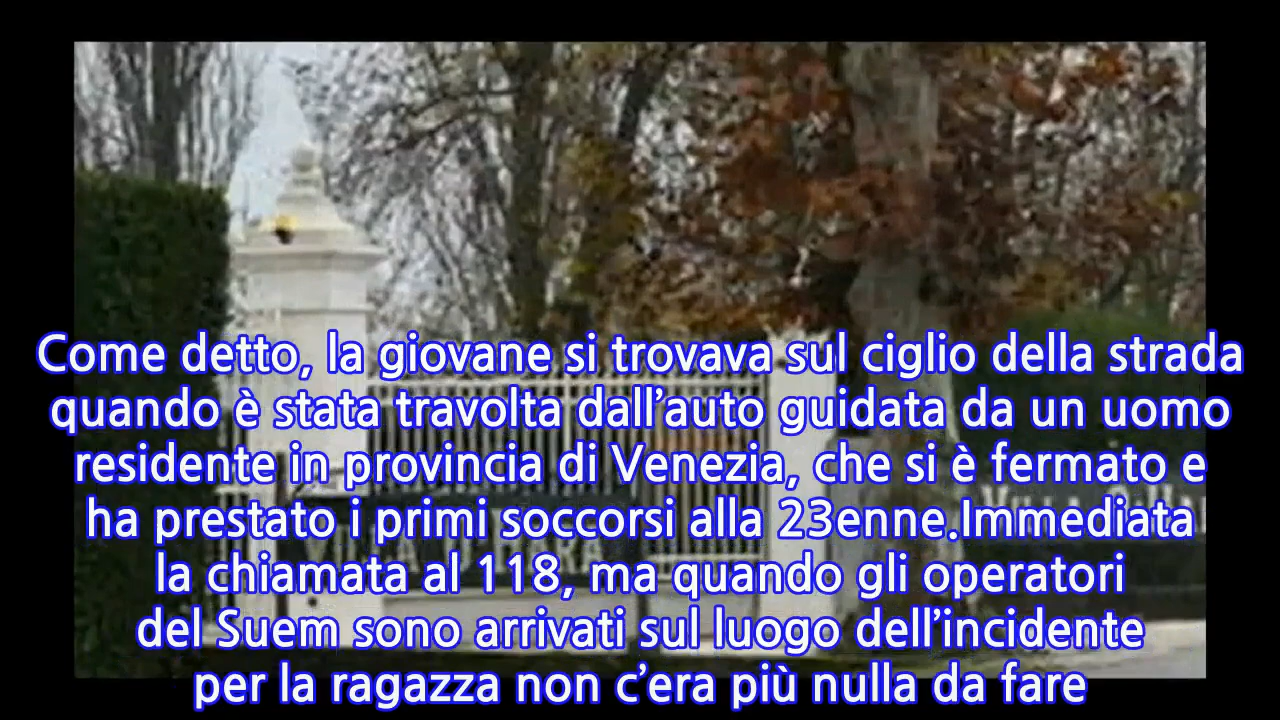 Come detto, la giovane si trovava sul ciglio della strada
quando è stata travolta dall'auto guidata da un uomo
residente in provincia di Venezia, che si è fermato e
ha prestato i primi soccorsi alla 23enne.Immediata
la chiamata al 118, ma quando gli operatori
del Suem sono arrivati sul luogo dell'incidente
per la ragazza non c'era più nulla da fare